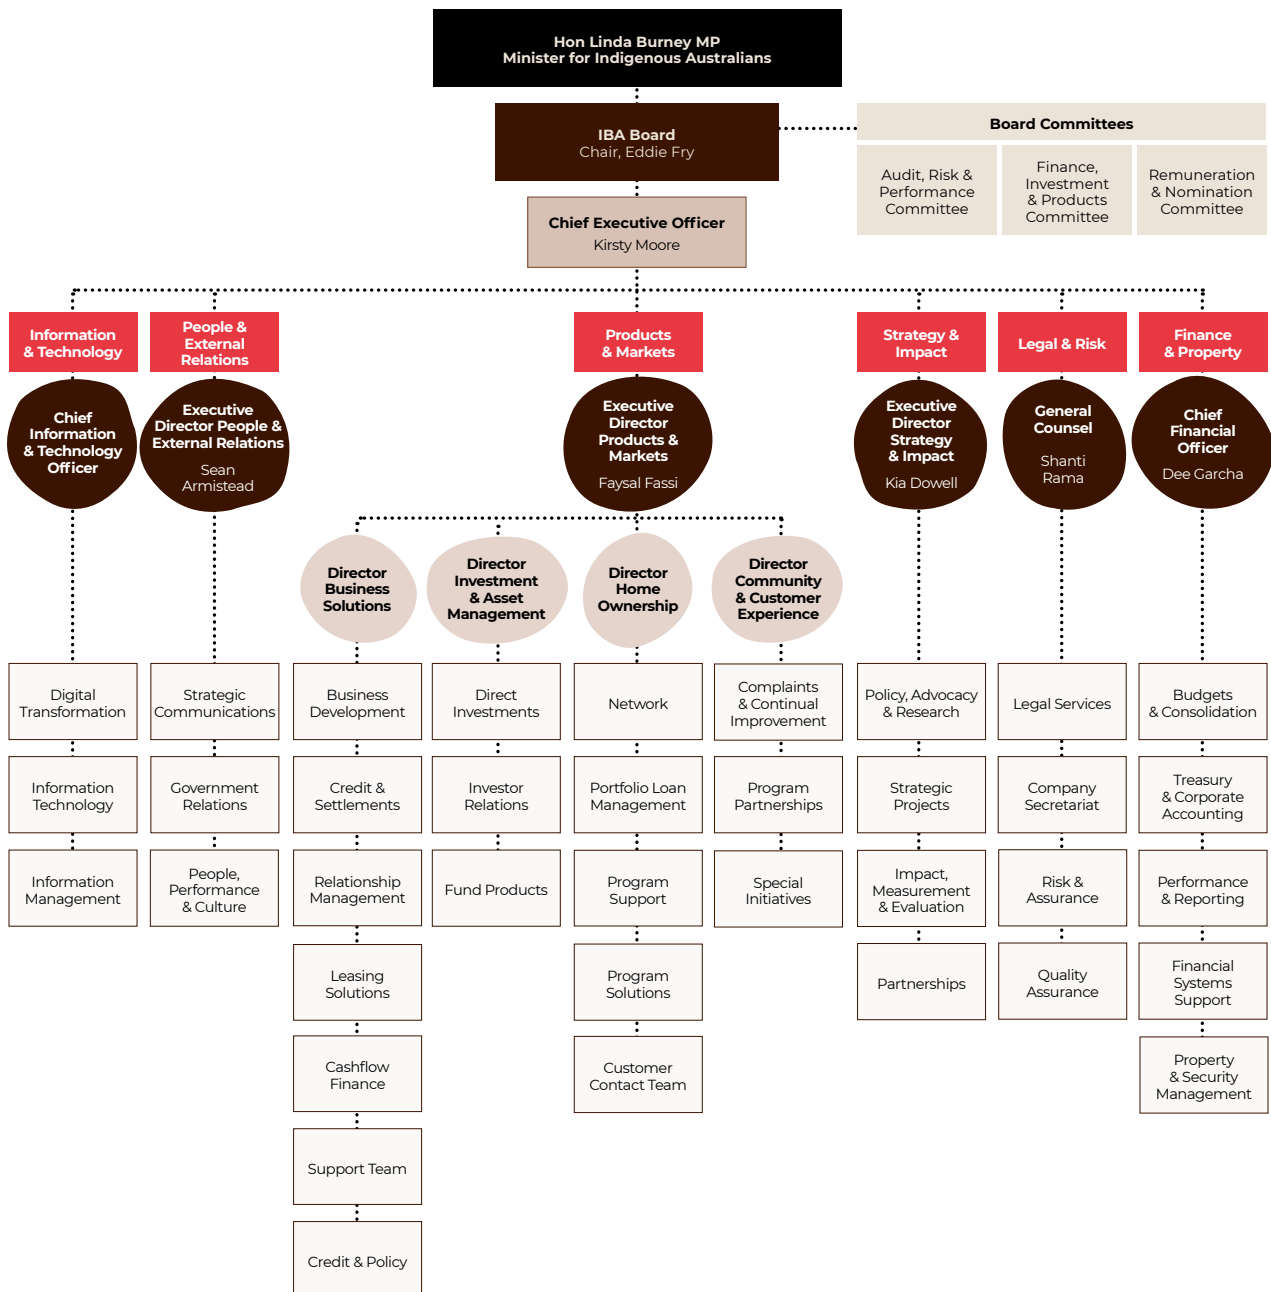 Hon Linda Burney MP
Minister for Indigenous Australians
IBA Board
Chair, Eddie Fry
Board Committees
Audit, Risk &
Performance
Committee
Finance,
Investment
& Products
Committee
Remuneration
& Nomination
Committee
Chief Executive Officer
Kirsty Moore
Information
& Technology
People &
External
Relations
Products
& Markets
Strategy &
Impact
Legal & Risk
Finance
& Property
Chief
Information
& Technology
Officer
Executive
Director People &
External Relations
Sean
Armistead
Executive
Director
Products &
Markets
Faysal Fassi
Executive
Director
Strategy
& Impact
Kia Dowell
General
Counsel
Shanti
Rama
Chief
Financial
Officer
Dee Garcha
Director
Business
Solutions
Director
Investment
& Asset
Management
Director
Home
Ownership
Director
Community
& Customer
Experience
Digital
Transformation
Strategic
Communications
Business
Development
Direct
Investments
Network
Complaints
& Continual
Improvement
Policy, Advocacy
& Research
Legal Services
Budgets
& Consolidation
Information
Technology
Government
Relations
Credit &
Settlements
Investor
Relations
Portfolio Loan
Management
Program
Partnerships
Strategic
Projects
Company
Secretariat
Treasury
& Corporate
Accounting
Information
Management
People,
Performance
& Culture
Relationship
Management
Fund Products
Program
Support
Special
Initiatives
Impact,
Measurement
& Evaluation
Risk &
Assurance
Performance
& Reporting
Leasing
Solutions
Program
Solutions
Partnerships
Quality
Assurance
Financial
Systems
Support
Cashflow
Finance
Customer
Contact Team
Property
& Security
Management
Support Team
Credit & Policy